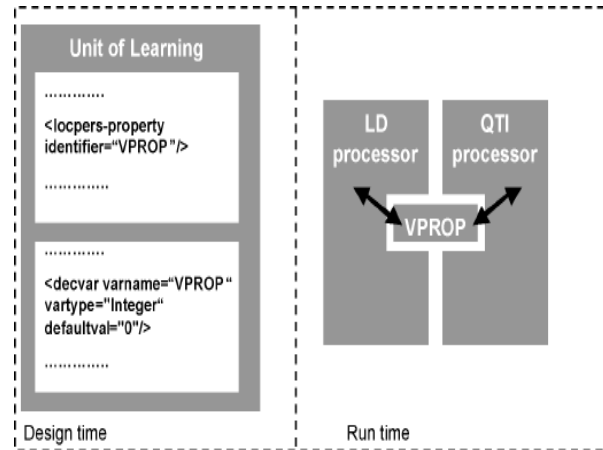 Unit of Learning
.............
<locpers-property
identifier=“VPROP"/>
..............
.............
<decvar varname=“VPROP“
vartype="Integer“
defaultval="0"/>
..............
Design time
LD
processor
QTI
processor
VPROP
Run time